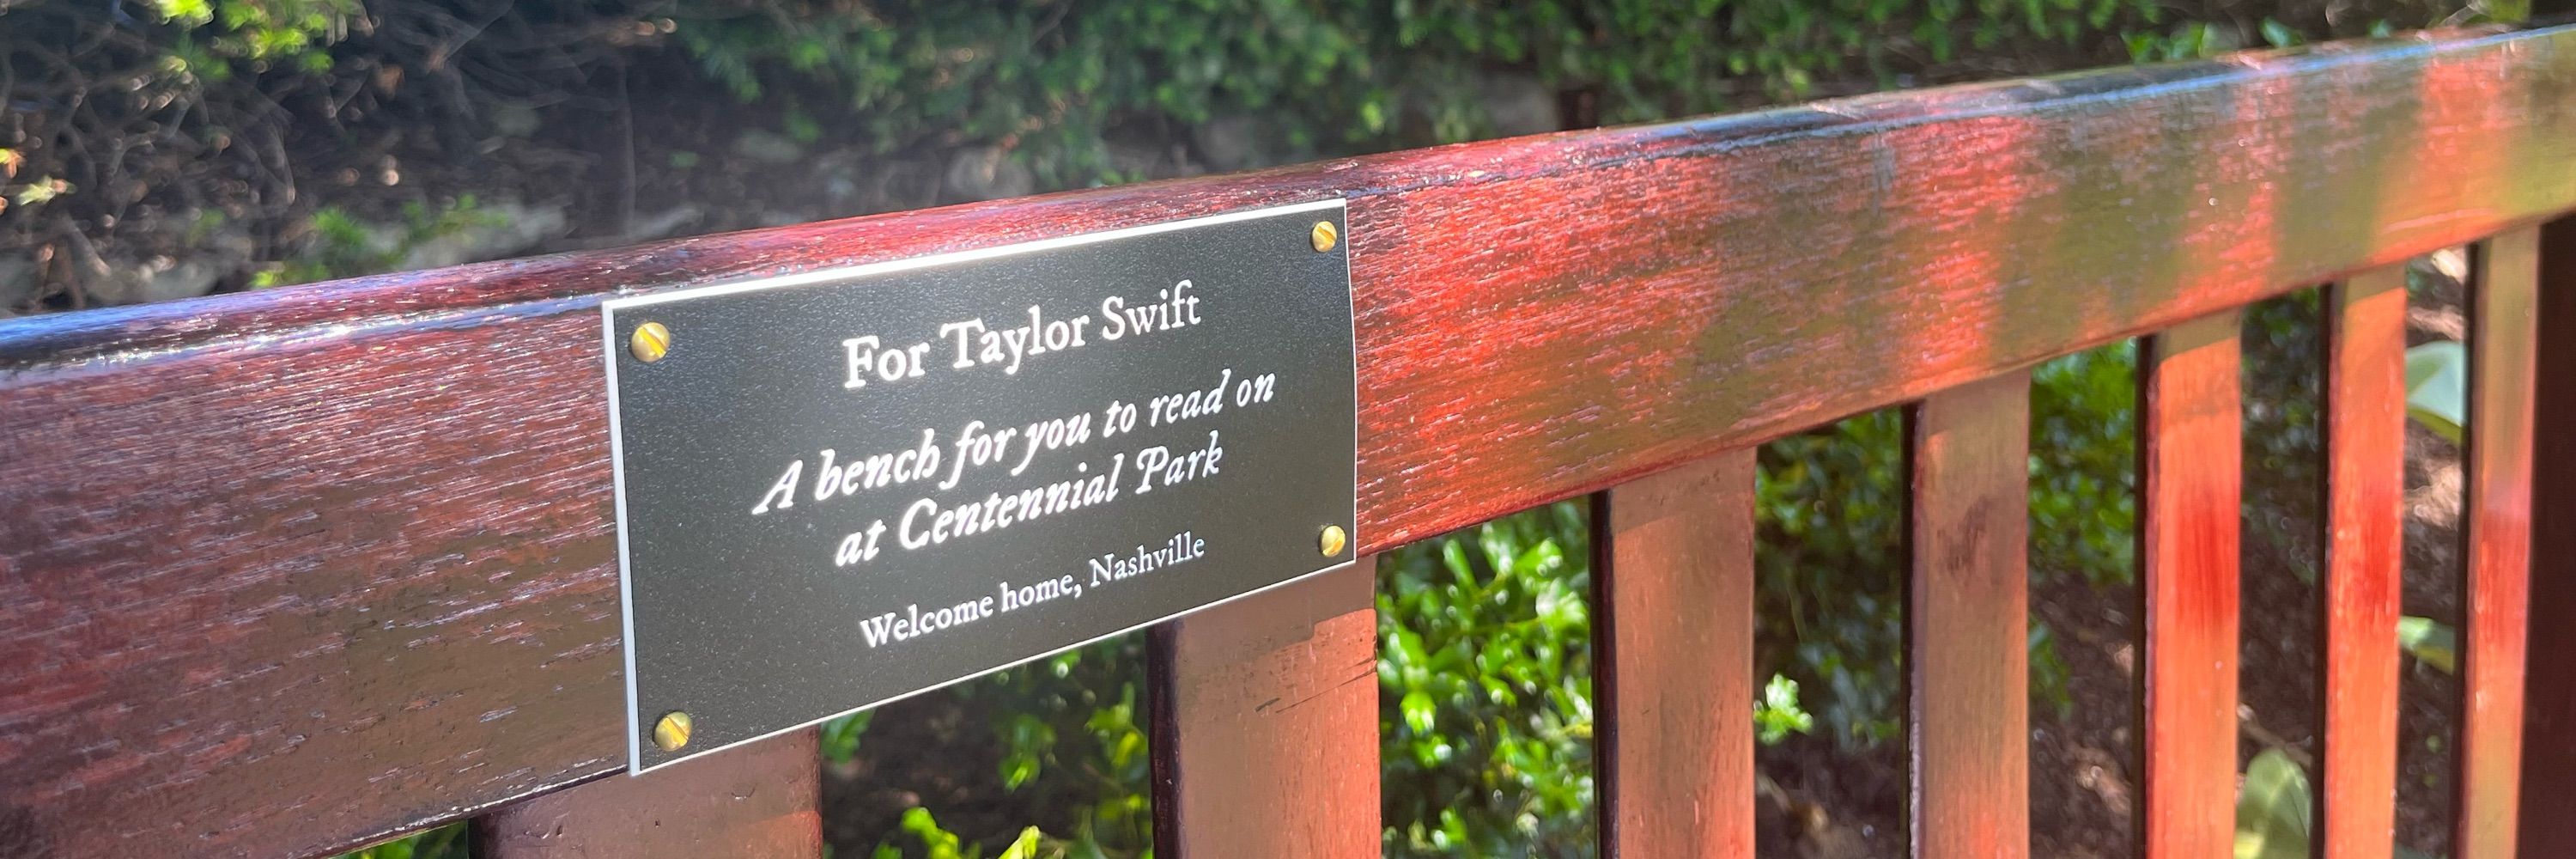 For Taylor Swift
A bench for you to read on
at Centennial Park
Welcome home, Nashville